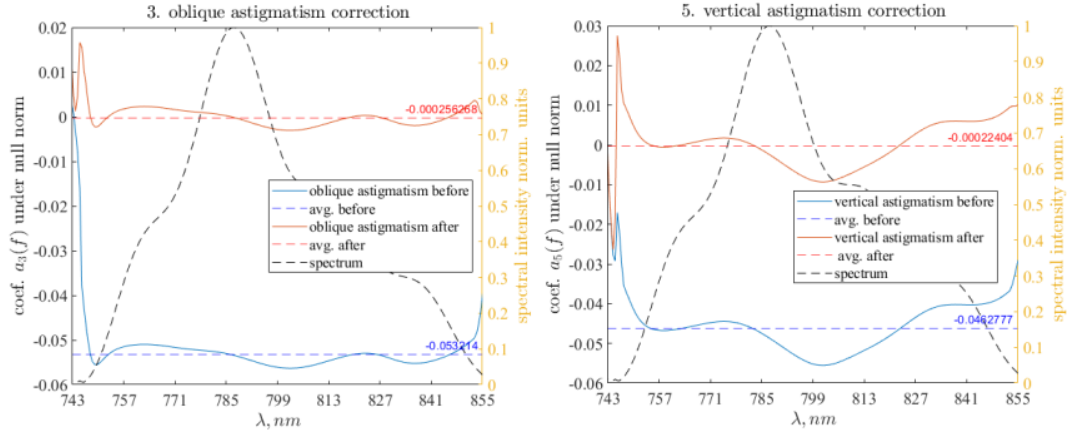 3. oblique astigmatism correction
coef. a₃(f) under null norm
0.02
0.01
0
-0.01
-0.02
-0.03
-0.04
-0.05
-0.06
743 757 771 785 799 813 827 841 855
λ, nm
1
0.9
0.8
0.7
0.6
0.5
0.4
0.3
0.2
0.1
0
spectral intensity norm. units
-0.000256268
-0.053214
oblique astigmatism before
avg. before
oblique astigmatism after
avg. after
spectrum
5. vertical astigmatism correction
coef. a₅(f) under null norm
0.03
0.02
0.01
0
-0.01
-0.02
-0.03
-0.04
-0.05
-0.06
743 757 771 785 799 813 827 841 855
λ, nm
1
0.9
0.8
0.7
0.6
0.5
0.4
0.3
0.2
0.1
0
spectral intensity norm. units
-0.00022404
-0.0462777
vertical astigmatism before
avg. before
vertical astigmatism after
avg. after
spectrum